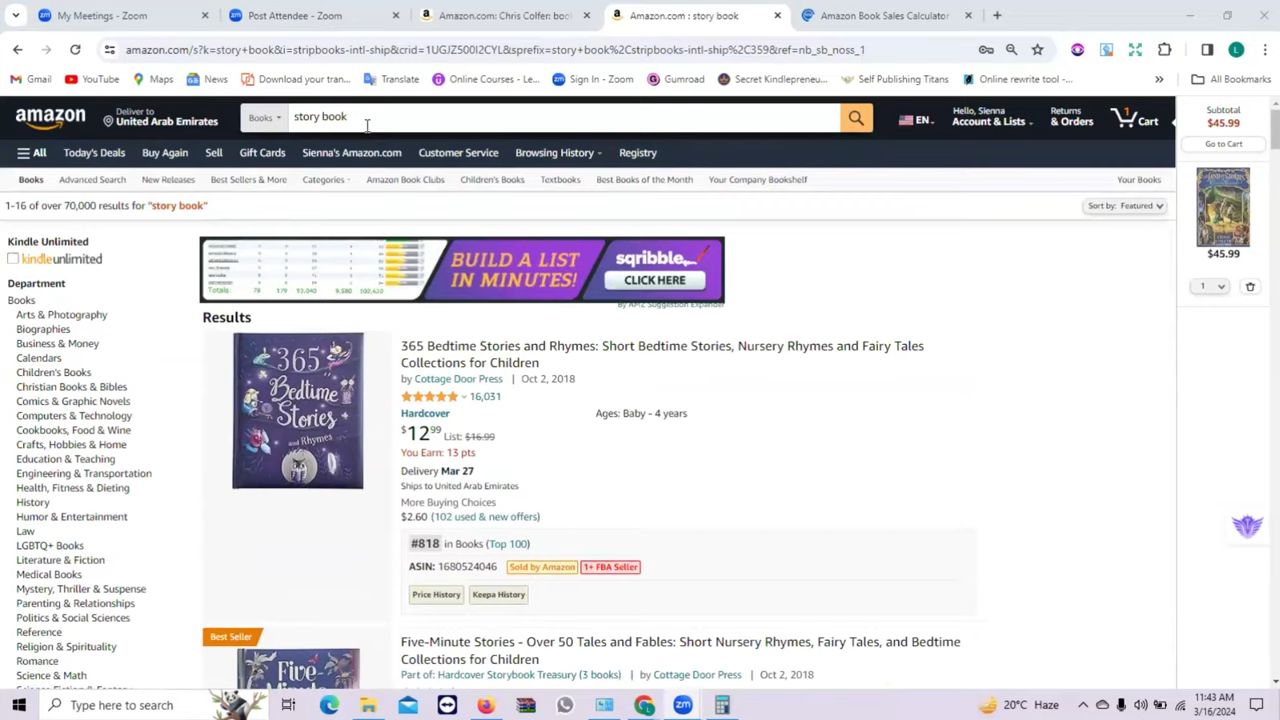 My Meetings - Zoom
Post Attendee - Zoom
Amazon.com: Chris Colfer: book
Amazon.com : story book
Amazon Book Sales Calculator
amazon.com/s?k=story+book&i=stripbooks-intl-ship&crid=1UGJZ500I2CYL&sprefix=story+book%2Cstripbooks-intl-ship%2C359&ref=nb_sb_noss_1
Gmail YouTube Maps News Download your tran... Translate Online Courses - Le... Sign In - Zoom Gumroad Secret Kindlepreneu... Self Publishing Titans Online rewrite tool -... » All Bookmarks
amazon
Deliver to
United Arab Emirates
Books
story book
EN
Hello, Sienna
Account & Lists
Returns
& Orders
1
Cart
Subtotal
$45.99
Go to Cart
All Today's Deals Buy Again Sell Gift Cards Sienna's Amazon.com Customer Service Browsing History Registry
Books Advanced Search New Releases Best Sellers & More Categories Amazon Book Clubs Children's Books Textbooks Best Books of the Month Your Company Bookshelf Your Books
1-16 of over 70,000 results for "story book"
Sort by: Featured
$45.99
1
Kindle Unlimited
kindleunlimited
Department
Books
Arts & Photography
Biographies
Business & Money
Calendars
Children's Books
Christian Books & Bibles
Comics & Graphic Novels
Computers & Technology
Cookbooks, Food & Wine
Crafts, Hobbies & Home
Education & Teaching
Engineering & Transportation
Health, Fitness & Dieting
History
Humor & Entertainment
Law
LGBTQ+ Books
Literature & Fiction
Medical Books
Mystery, Thriller & Suspense
Parenting & Relationships
Politics & Social Sciences
Reference
Religion & Spirituality
Romance
Science & Math
BUILD A LIST
IN MINUTES!
sqribble
CLICK HERE
By AMZ Suggestion Expander
Results
365
Bedtime
Stories
and Rhymes
365 Bedtime Stories and Rhymes: Short Bedtime Stories, Nursery Rhymes and Fairy Tales
Collections for Children
by Cottage Door Press | Oct 2, 2018
16,031
Hardcover
Ages: Baby - 4 years
$12 99 List: $16.99
You Earn: 13 pts
Delivery Mar 27
Ships to United Arab Emirates
More Buying Choices
$2.60 (102 used & new offers)
#818 in Books (Top 100)
ASIN: 1680524046 Sold by Amazon 1+ FBA Seller
Price History Keepa History
Best Seller
Five-
Five-Minute Stories - Over 50 Tales and Fables: Short Nursery Rhymes, Fairy Tales, and Bedtime
Collections for Children
Part of: Hardcover Storybook Treasury (3 books) | by Cottage Door Press | Oct 2, 2018
Type here to search
20°C Haze
11:43 AM
3/16/2024